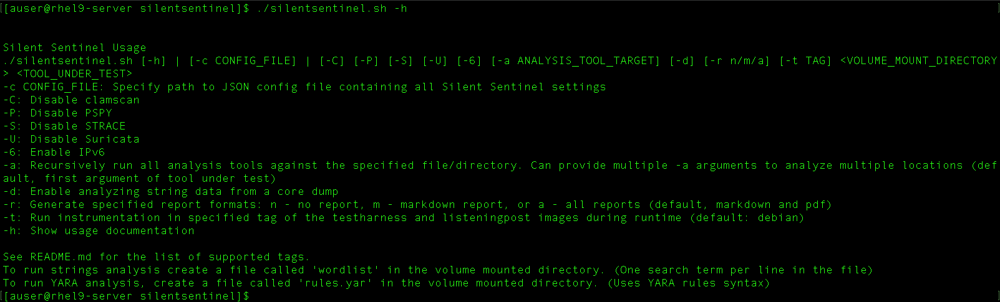 [[auser@rhel9-server silentsentinel]$ ./silentsentinel.sh -h ]
Silent Sentinel Usage
./silentsentinel.sh [-h] | [-c CONFIG_FILE] | [-C] [-P] [-S] [-U] [-6] [-a ANALYSIS_TOOL_TARGET] [-d] [-r n/m/a] [-t TAG] <VOLUME_MOUNT_DIRECTORY
> <TOOL_UNDER_TEST>
-c CONFIG_FILE: Specify path to JSON config file containing all Silent Sentinel settings
-C: Disable clamscan
-P: Disable PSPY
-S: Disable STRACE
-U: Disable Suricata
-6: Enable IPv6
-a: Recursively run all analysis tools against the specified file/directory. Can provide multiple -a arguments to analyze multiple locations (def
ault, first argument of tool under test)
-d: Enable analyzing string data from a core dump
-r: Generate specified report formats: n - no report, m - markdown report, or a - all reports (default, markdown and pdf)
-t: Run instrumentation in specified tag of the testharness and listeningpost images during runtime (default: debian)
-h: Show usage documentation
See README.md for the list of supported tags.
To run strings analysis create a file called 'wordlist' in the volume mounted directory. (One search term per line in the file)
To run YARA analysis, create a file called 'rules.yar' in the volume mounted directory. (Uses YARA rules syntax)
[[auser@rhel9-server silentsentinel]$ ]